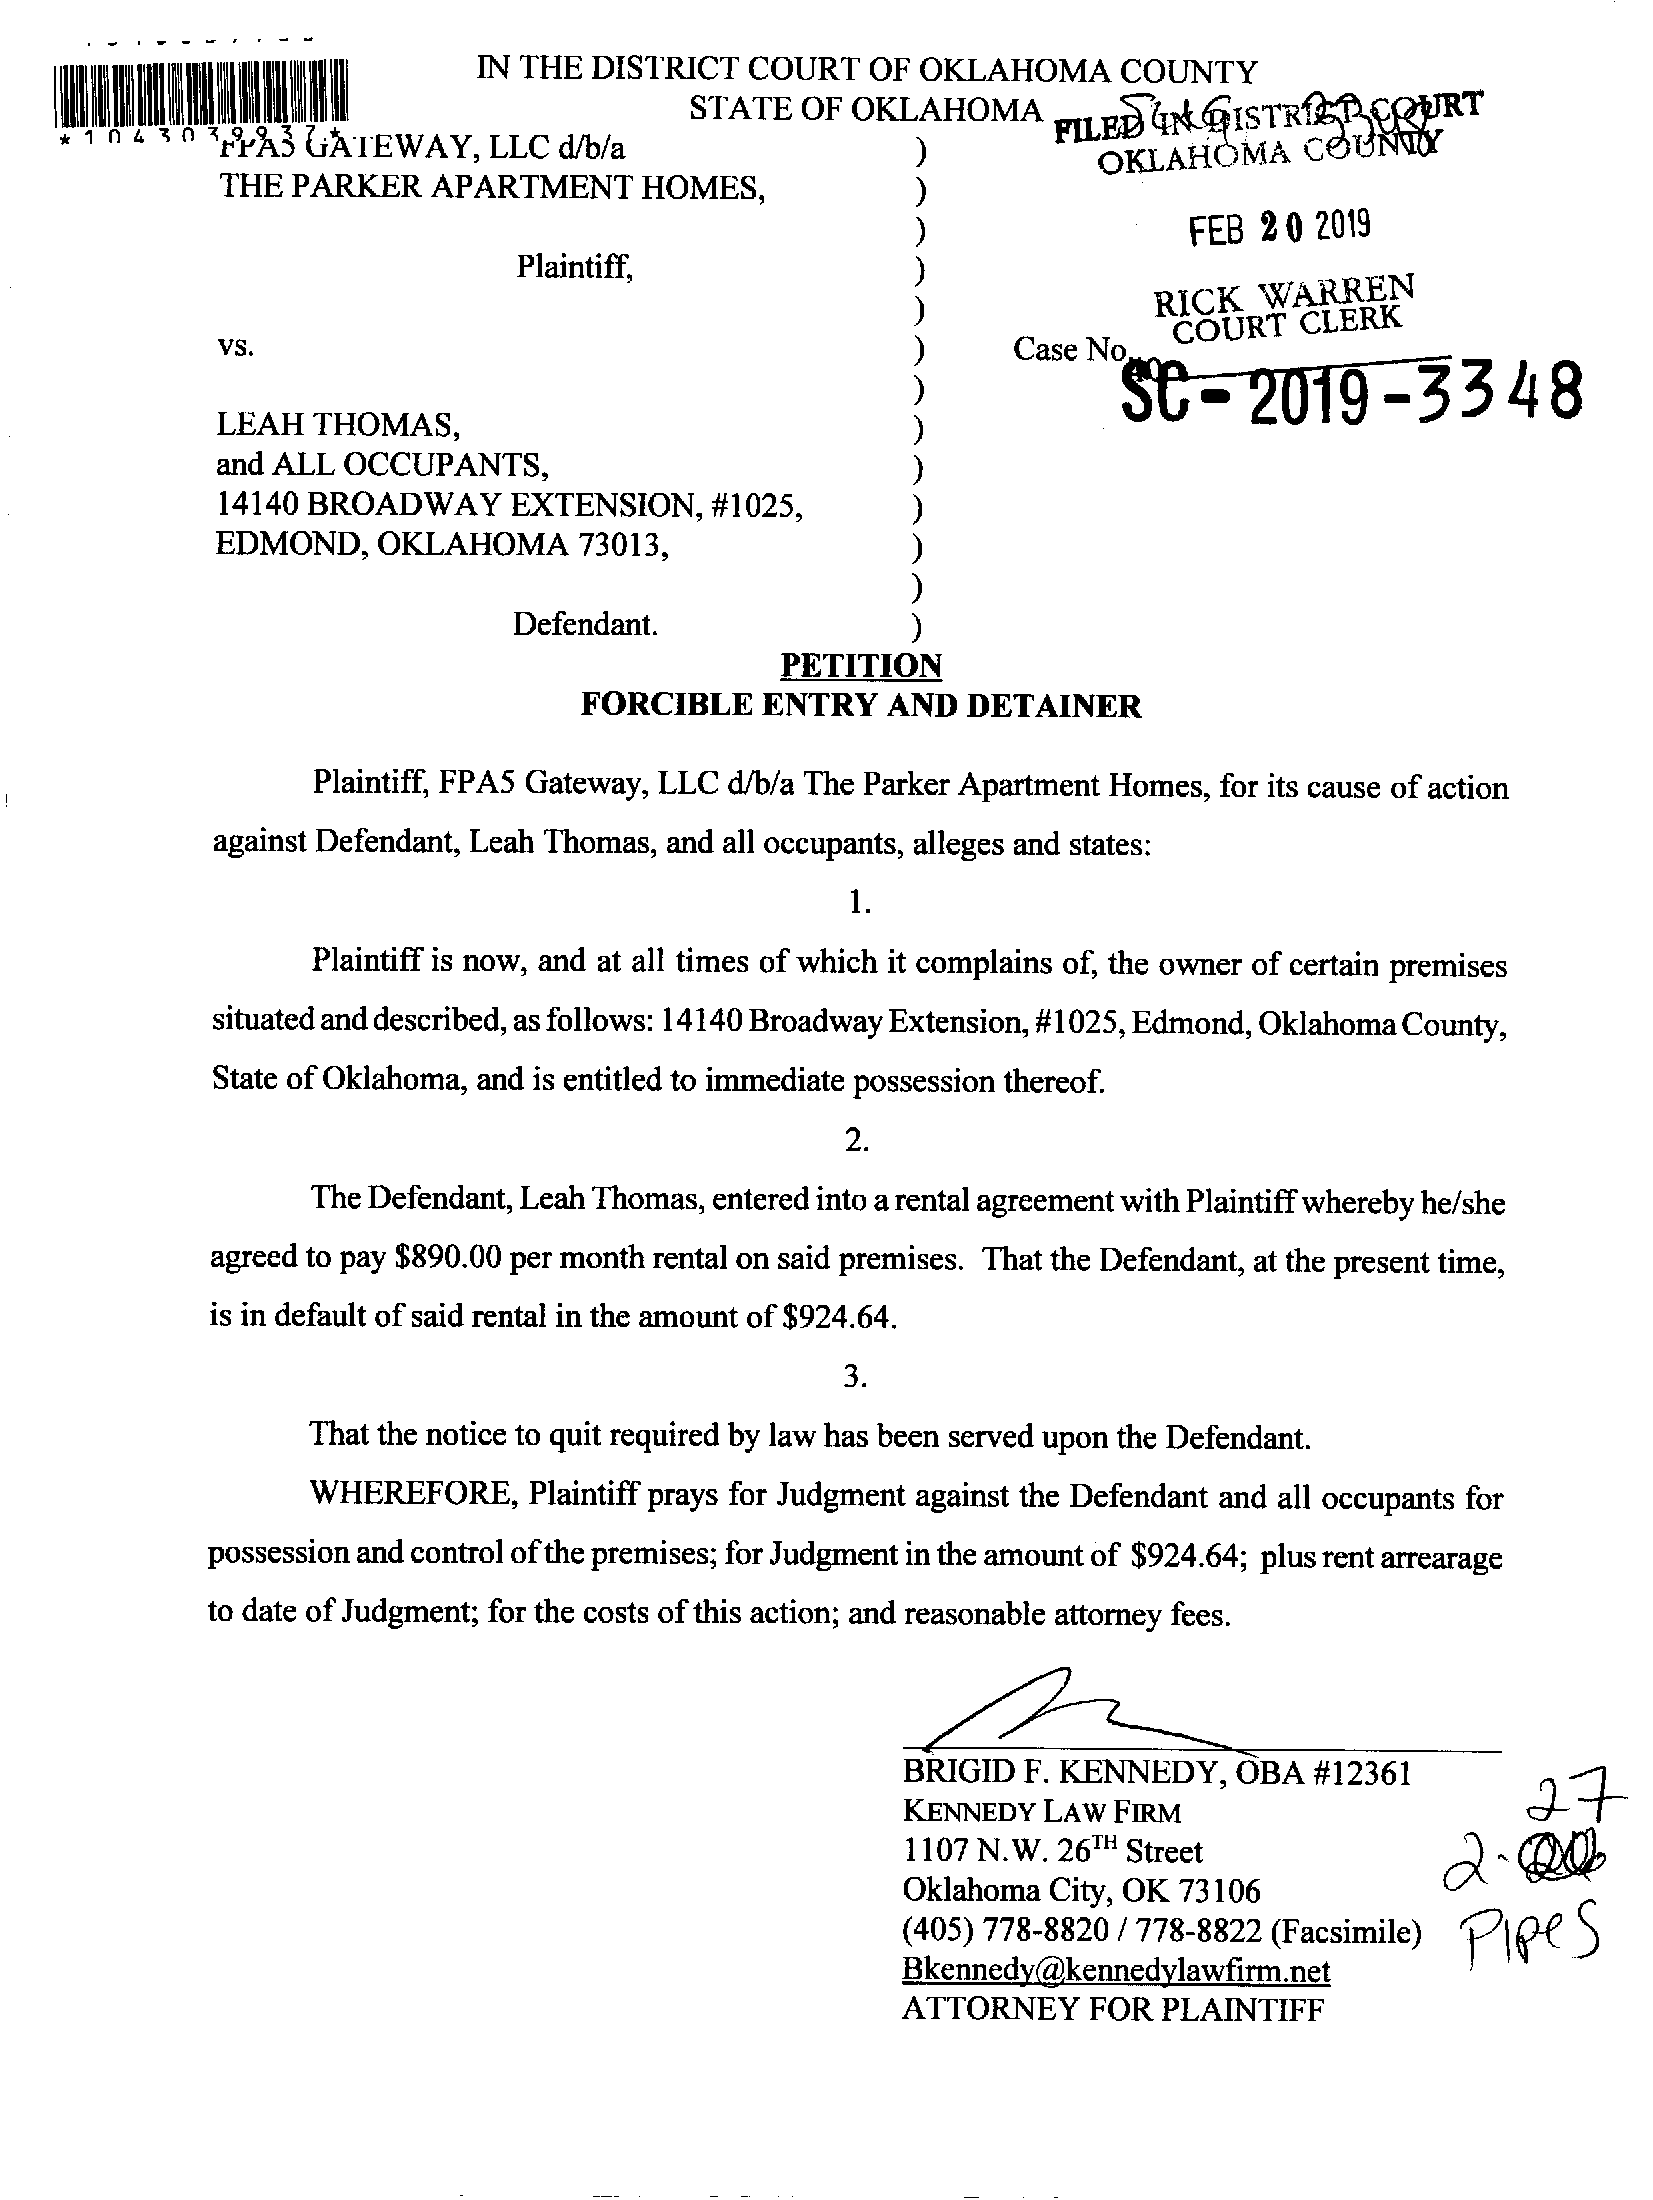 IN THE DISTRICT COURT OF OKLAHOMA COUNTY
STATE OF OKLAHOMA
FILED IN DISTRICT COURT
OKLAHOMA COUNTY
*1043039937*
FPA5 GATEWAY, LLC d/b/a )
THE PARKER APARTMENT HOMES, )
)
FEB 20 2019
Plaintiff, )
)
RICK WARREN
COURT CLERK
vs. ) Case No.
SC-2019-3348
)
LEAH THOMAS, )
and ALL OCCUPANTS, )
14140 BROADWAY EXTENSION, #1025, )
EDMOND, OKLAHOMA 73013, )
)
Defendant. )
PETITION
FORCIBLE ENTRY AND DETAINER
Plaintiff, FPA5 Gateway, LLC d/b/a The Parker Apartment Homes, for its cause of action
against Defendant, Leah Thomas, and all occupants, alleges and states:
1.
Plaintiff is now, and at all times of which it complains of, the owner of certain premises
situated and described, as follows: 14140 Broadway Extension, #1025, Edmond, Oklahoma County,
State of Oklahoma, and is entitled to immediate possession thereof.
2.
The Defendant, Leah Thomas, entered into a rental agreement with Plaintiff whereby he/she
agreed to pay $890.00 per month rental on said premises.  That the Defendant, at the present time,
is in default of said rental in the amount of $924.64.
3.
That the notice to quit required by law has been served upon the Defendant.
WHEREFORE, Plaintiff prays for Judgment against the Defendant and all occupants for
possession and control of the premises; for Judgment in the amount of $924.64; plus rent arrearage
to date of Judgment; for the costs of this action; and reasonable attorney fees.
BRIGID F. KENNEDY, OBA #12361
KENNEDY LAW FIRM
1107 N.W. 26TH Street
Oklahoma City, OK 73106
(405) 778-8820 / 778-8822 (Facsimile)
Bkennedy@kennedylawfirm.net
ATTORNEY FOR PLAINTIFF
27
2-
PIPES